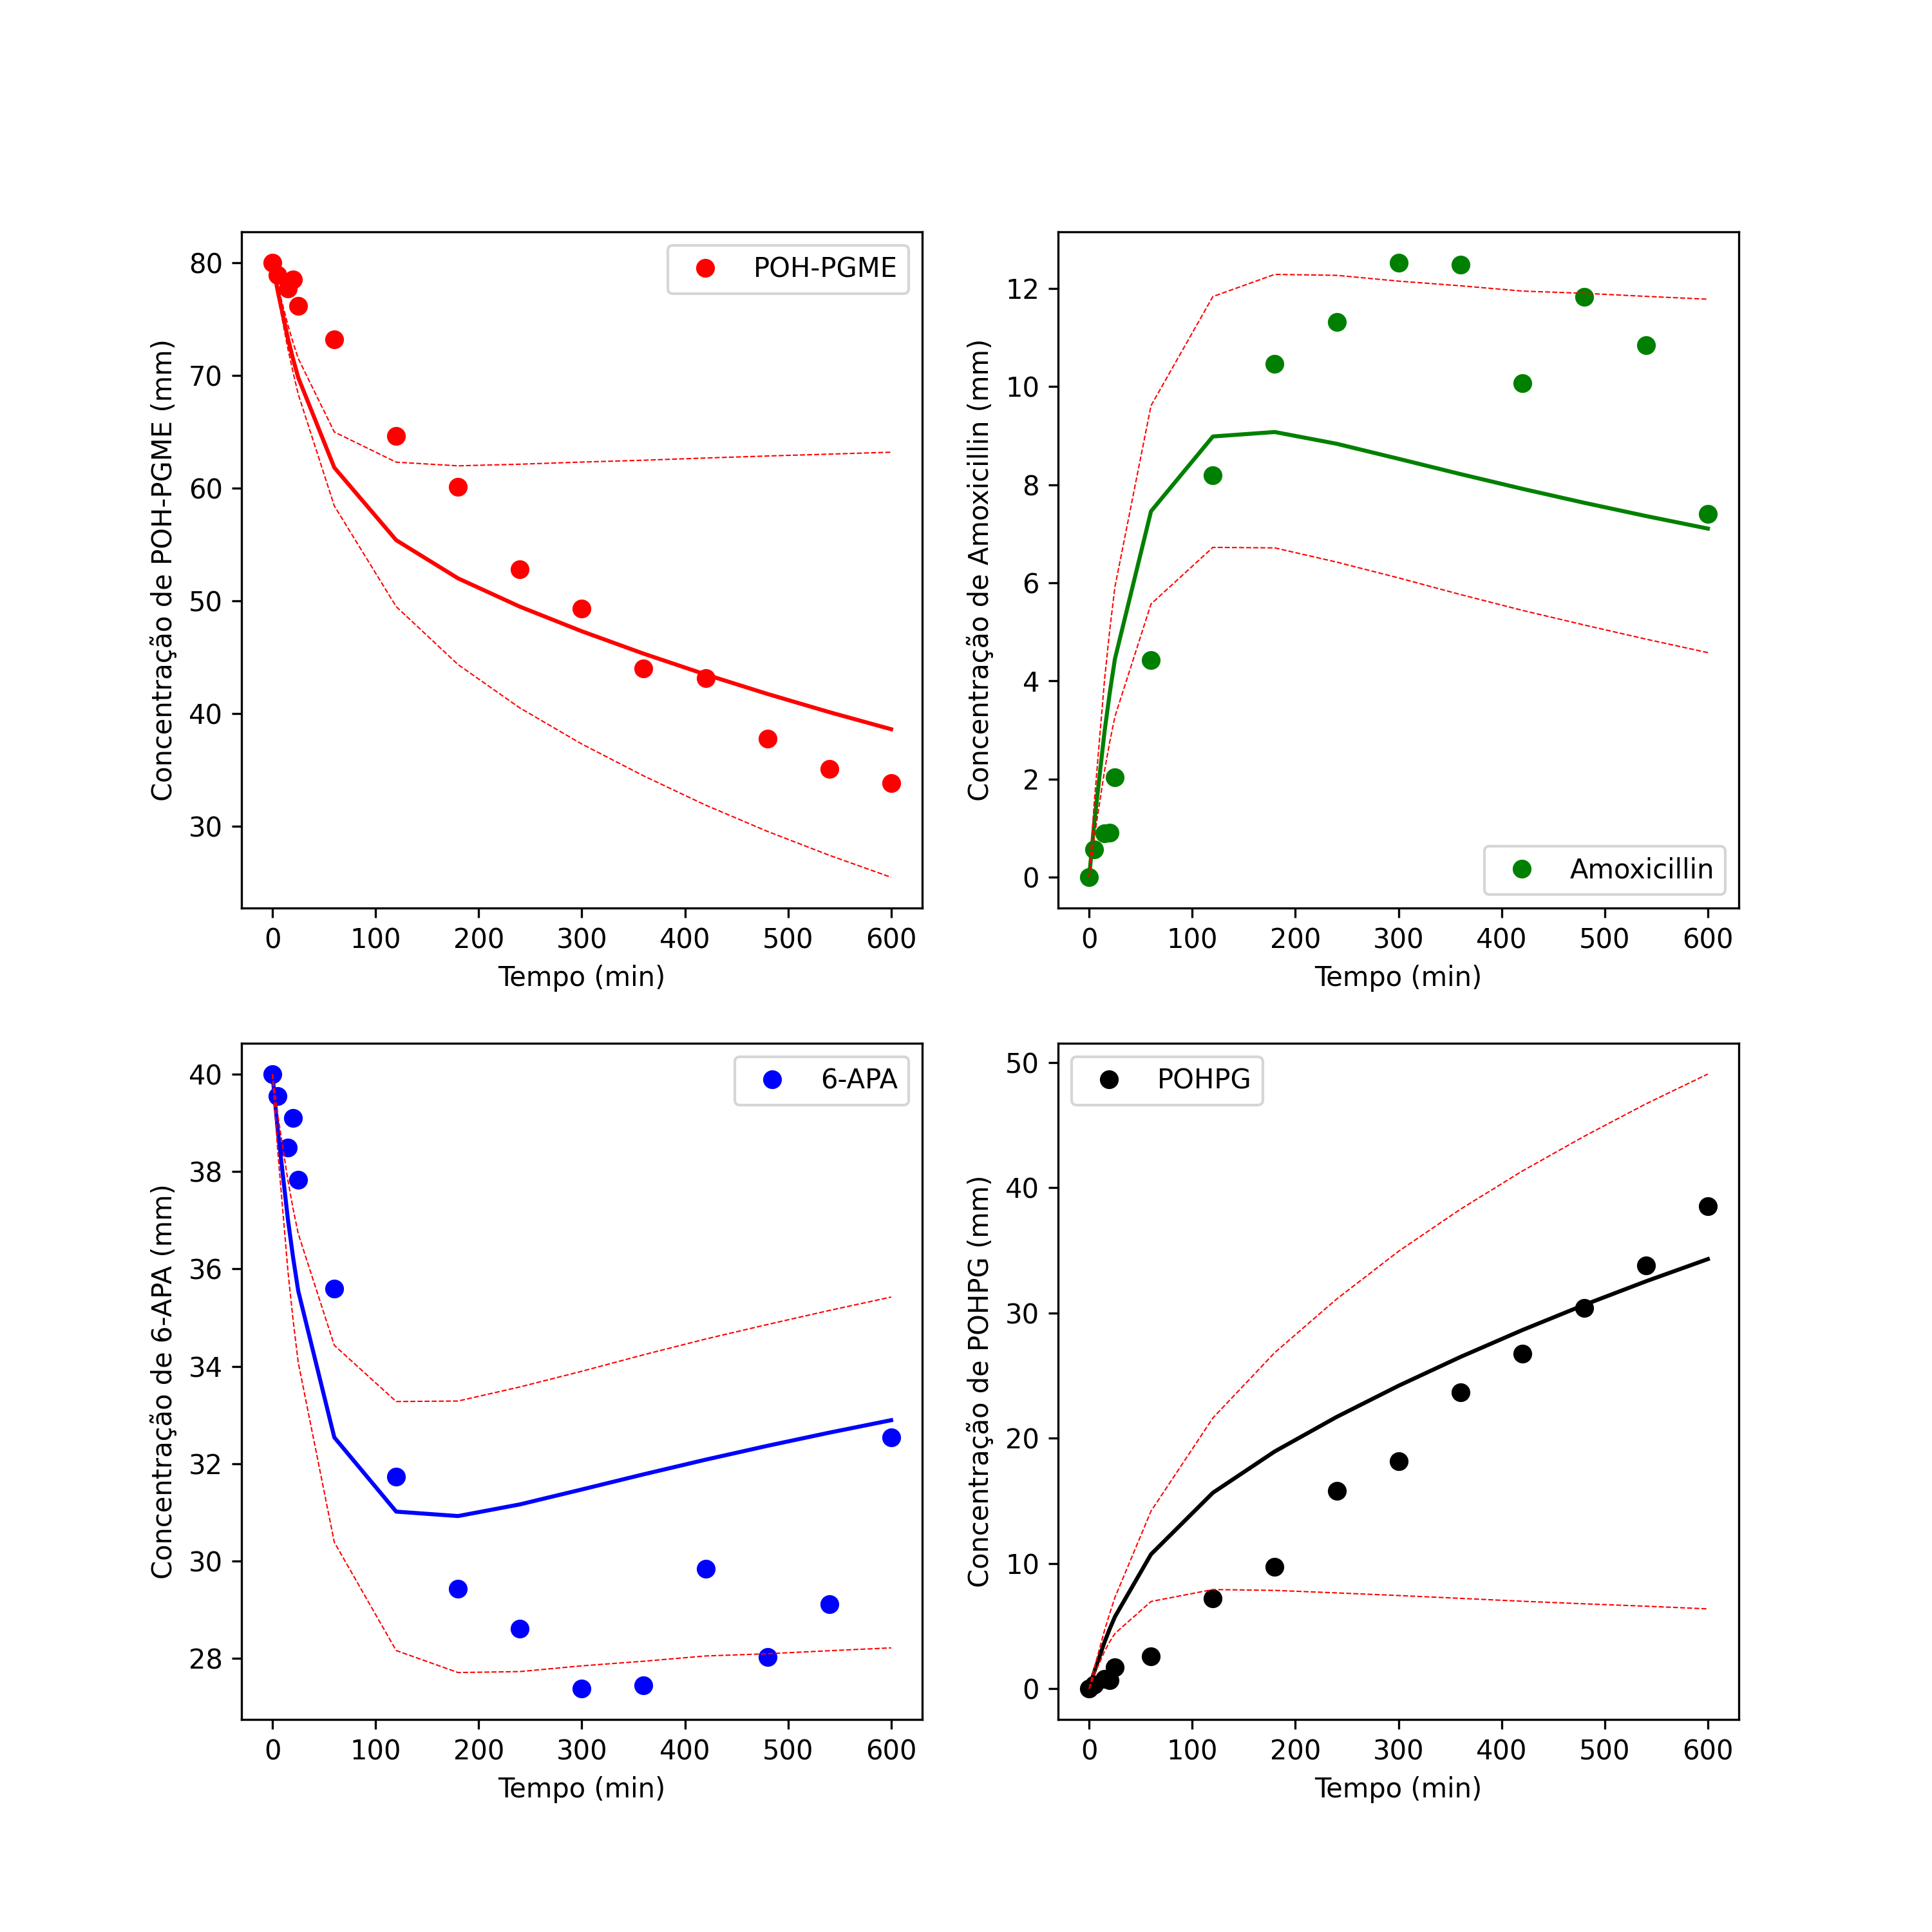 POH-PGME
Concentração de POH-PGME (mm)
80
70
60
50
40
30
0 100 200 300 400 500 600
Tempo (min)
Amoxicillin
Concentração de Amoxicillin (mm)
12
10
8
6
4
2
0
0 100 200 300 400 500 600
Tempo (min)
6-APA
Concentração de 6-APA (mm)
40
38
36
34
32
30
28
0 100 200 300 400 500 600
Tempo (min)
POHPG
Concentração de POHPG (mm)
50
40
30
20
10
0
0 100 200 300 400 500 600
Tempo (min)